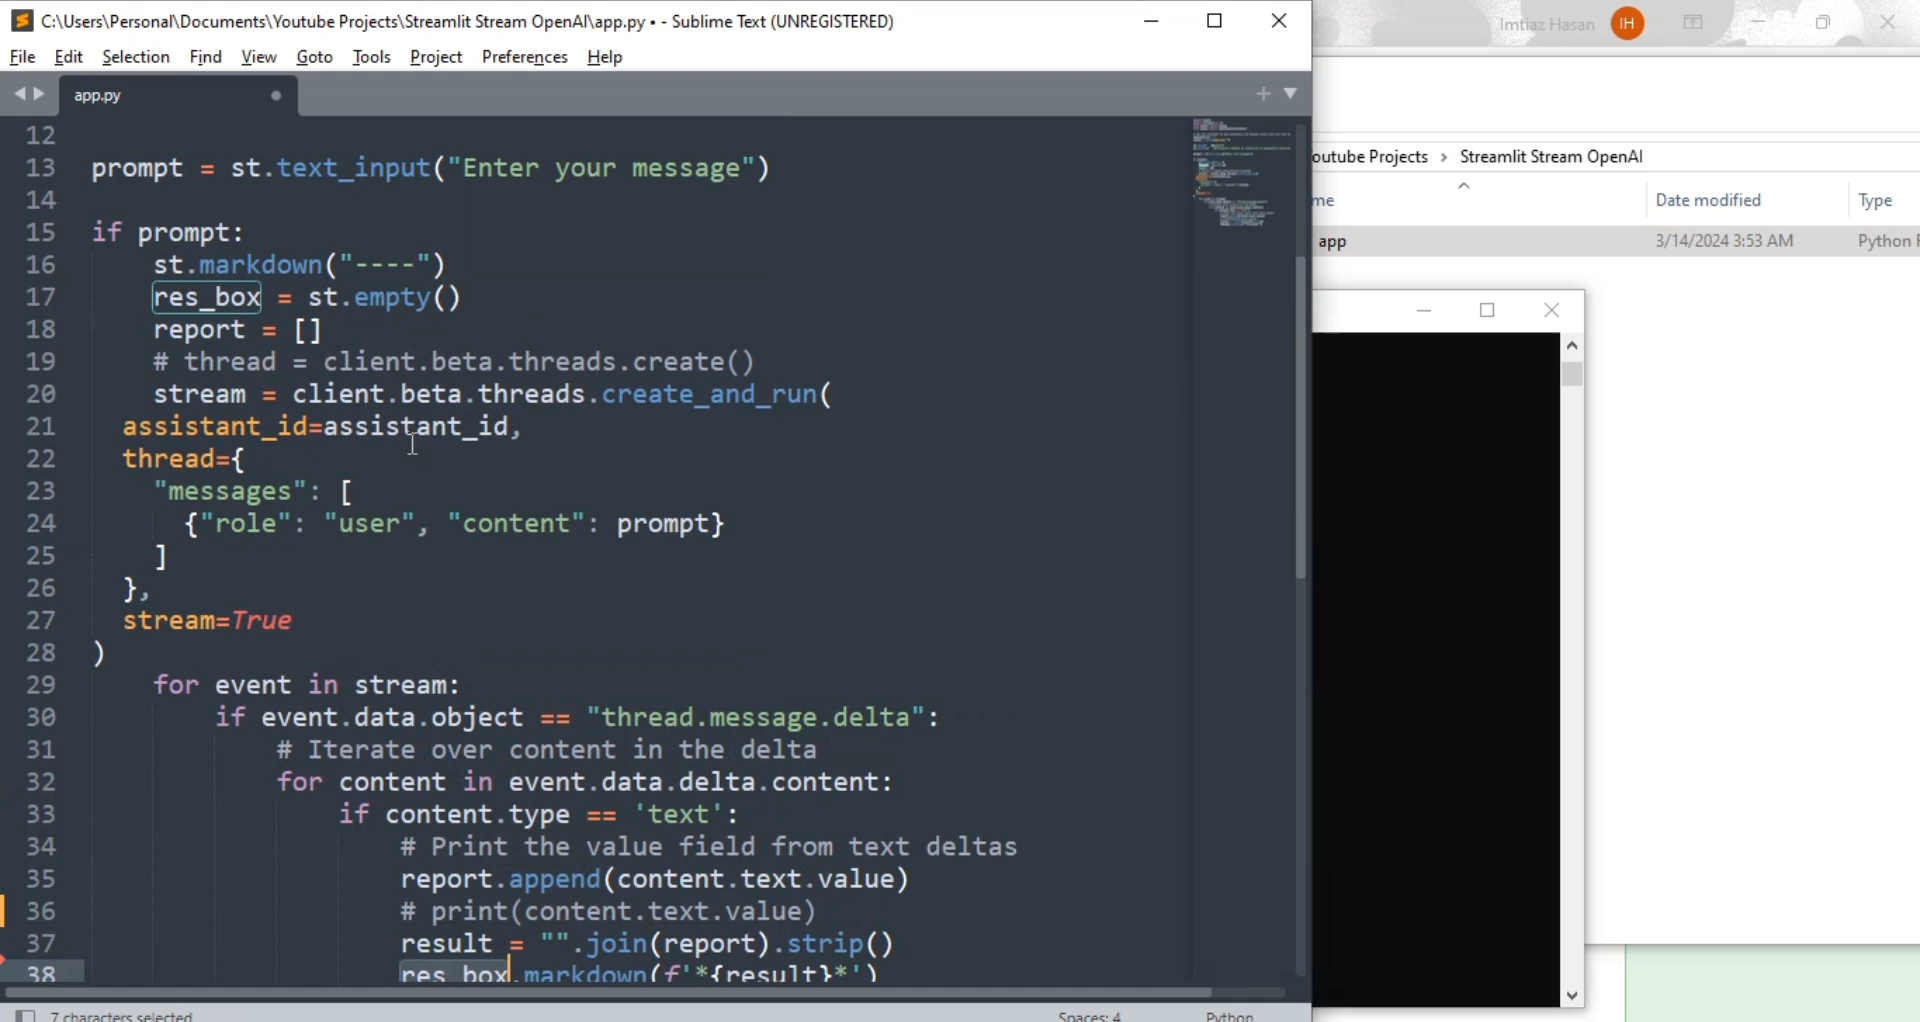 C:\Users\Personal\Documents\Youtube Projects\Streamlit Stream OpenAI\app.py • - Sublime Text (UNREGISTERED)
Imtiaz Hasan IH
File Edit Selection Find View Goto Tools Project Preferences Help
app.py
outube Projects > Streamlit Stream OpenAI
me Date modified Type
app 3/14/2024 3:53 AM Python F
12
13 prompt = st.text_input("Enter your message")
14
15 if prompt:
16     st.markdown("----")
17     res_box = st.empty()
18     report = []
19     # thread = client.beta.threads.create()
20     stream = client.beta.threads.create_and_run(
21   assistant_id=assistant_id,
22   thread={
23     "messages": [
24       {"role": "user", "content": prompt}
25     ]
26   },
27   stream=True
28 )
29     for event in stream:
30         if event.data.object == "thread.message.delta":
31             # Iterate over content in the delta
32             for content in event.data.delta.content:
33                 if content.type == 'text':
34                     # Print the value field from text deltas
35                     report.append(content.text.value)
36                     # print(content.text.value)
37                     result = "".join(report).strip()
38                     res_box.markdown(f'*{result}*')
7 characters selected Spaces: 4 Python